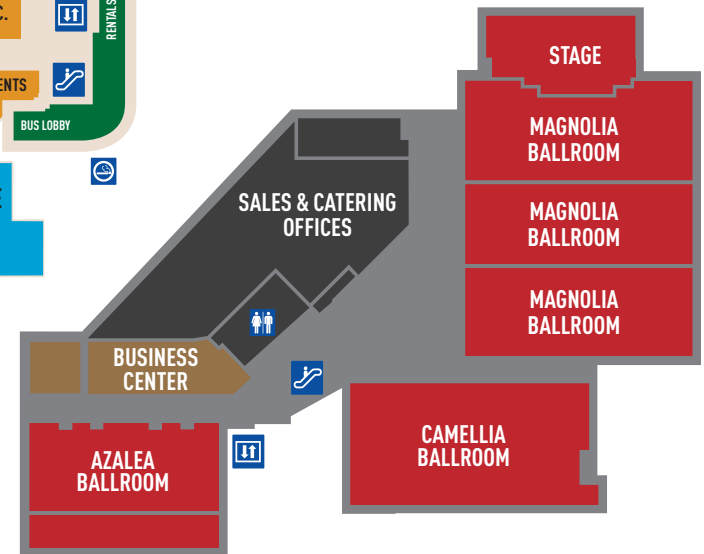 C.
RENTALS
ENTS
BUS LOBBY
STAGE
MAGNOLIA
BALLROOM
SALES & CATERING
OFFICES
MAGNOLIA
BALLROOM
MAGNOLIA
BALLROOM
BUSINESS
CENTER
CAMELLIA
BALLROOM
AZALEA
BALLROOM